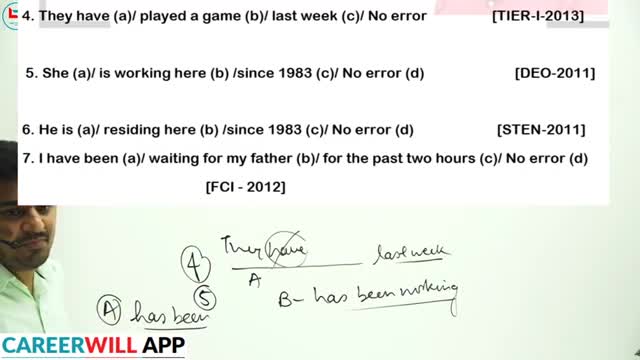 4. They have (a)/ played a game (b)/ last week (c)/ No error [TIER-I-2013]
5. She (a)/ is working here (b) /since 1983 (c)/ No error (d) [DEO-2011]
6. He is (a)/ residing here (b) /since 1983 (c)/ No error (d) [STEN-2011]
7. I have been (a)/ waiting for my father (b)/ for the past two hours (c)/ No error (d)
[FCI - 2012]
4 They have last week
A
5 B- has been working
A has been
CAREERWILL APP